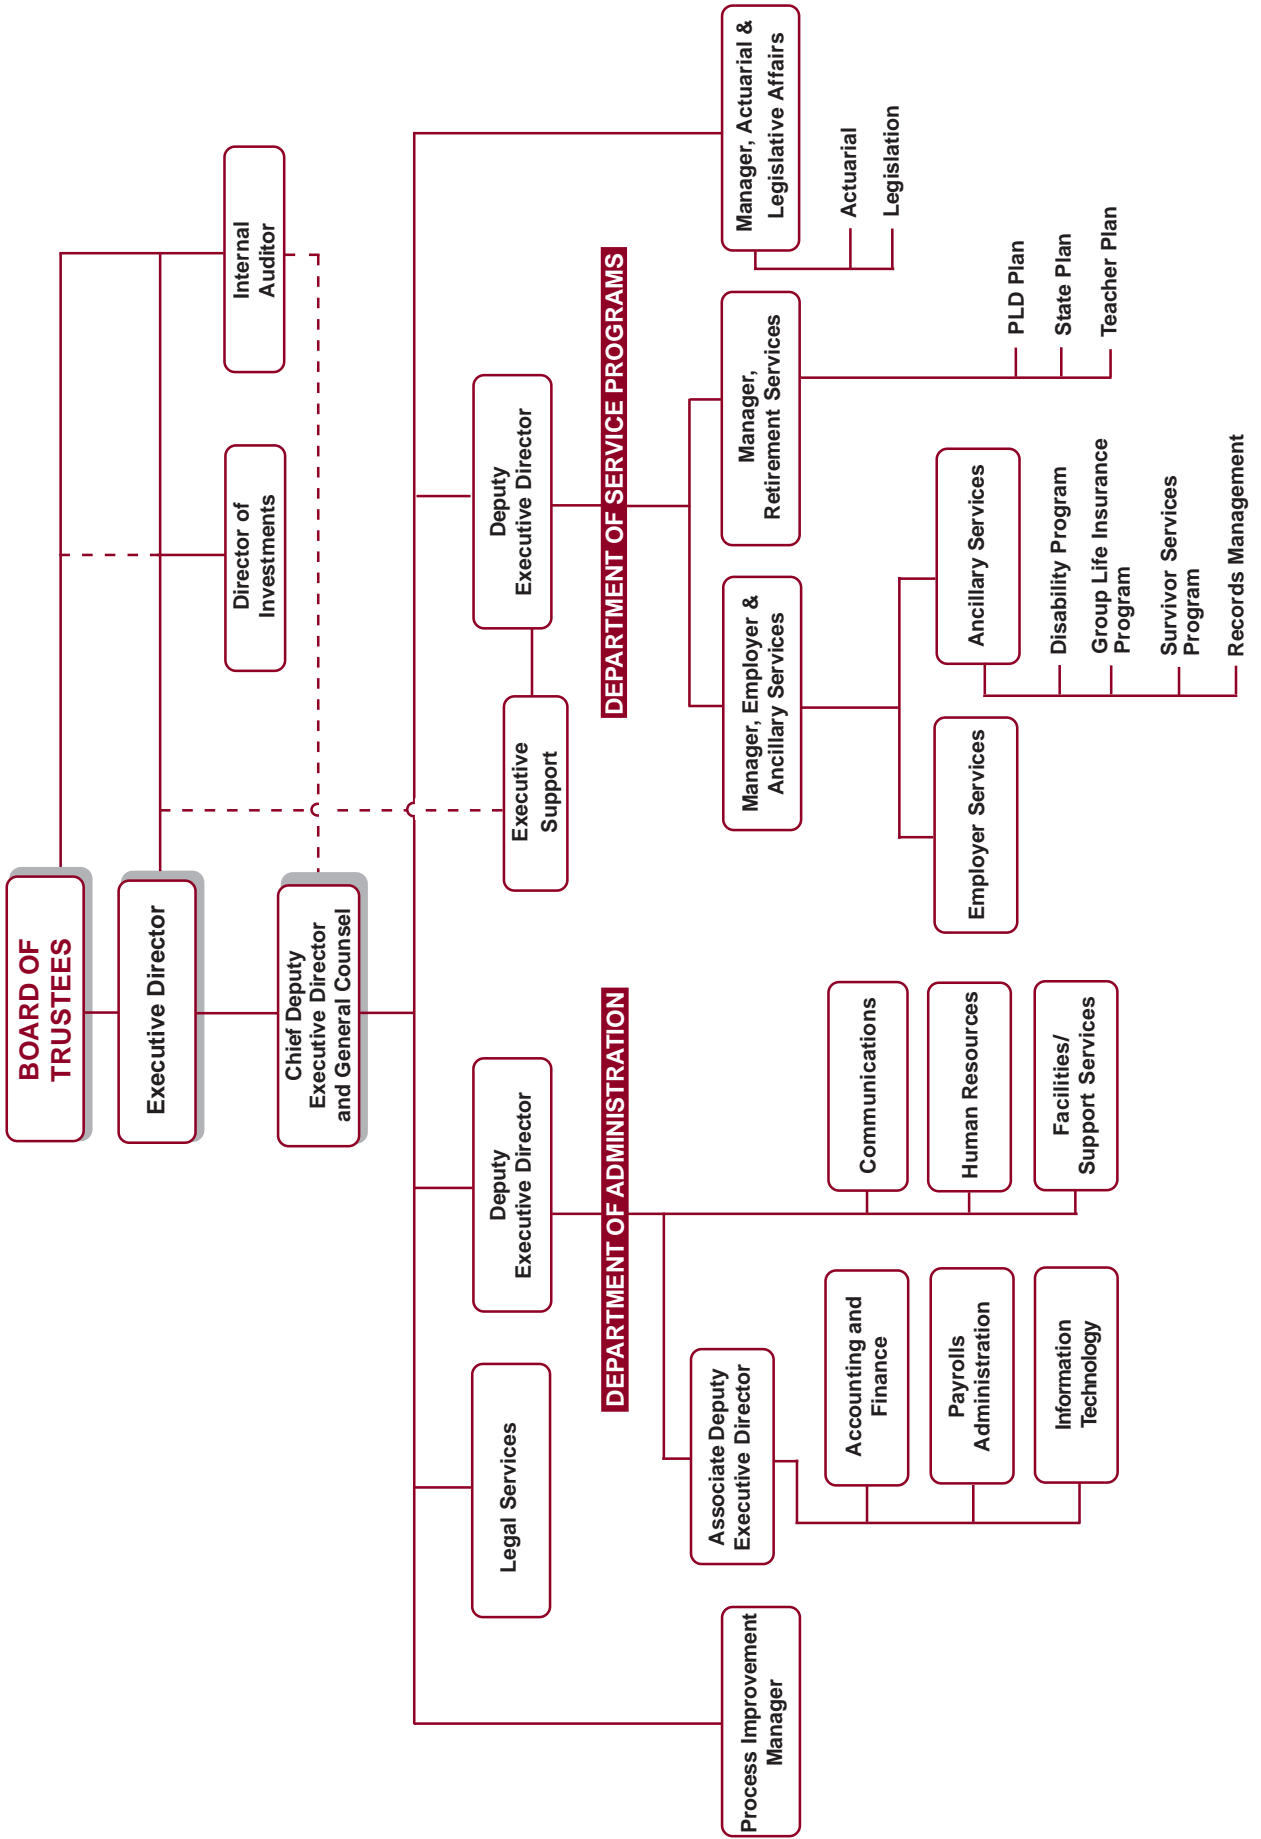 BOARD OF
TRUSTEES
Executive Director
Chief Deputy
Executive Director
and General Counsel
Director of
Investments
Internal
Auditor
Process Improvement
Manager
Legal Services
Deputy
Executive Director
DEPARTMENT OF ADMINISTRATION
Associate Deputy
Executive Director
Accounting and
Finance
Payrolls
Administration
Information
Technology
Communications
Human Resources
Facilities/
Support Services
Executive
Support
Deputy
Executive Director
DEPARTMENT OF SERVICE PROGRAMS
Manager, Employer &
Ancillary Services
Employer Services
Ancillary Services
Disability Program
Group Life Insurance
Program
Survivor Services
Program
Records Management
Manager,
Retirement Services
PLD Plan
State Plan
Teacher Plan
Manager, Actuarial &
Legislative Affairs
Actuarial
Legislation